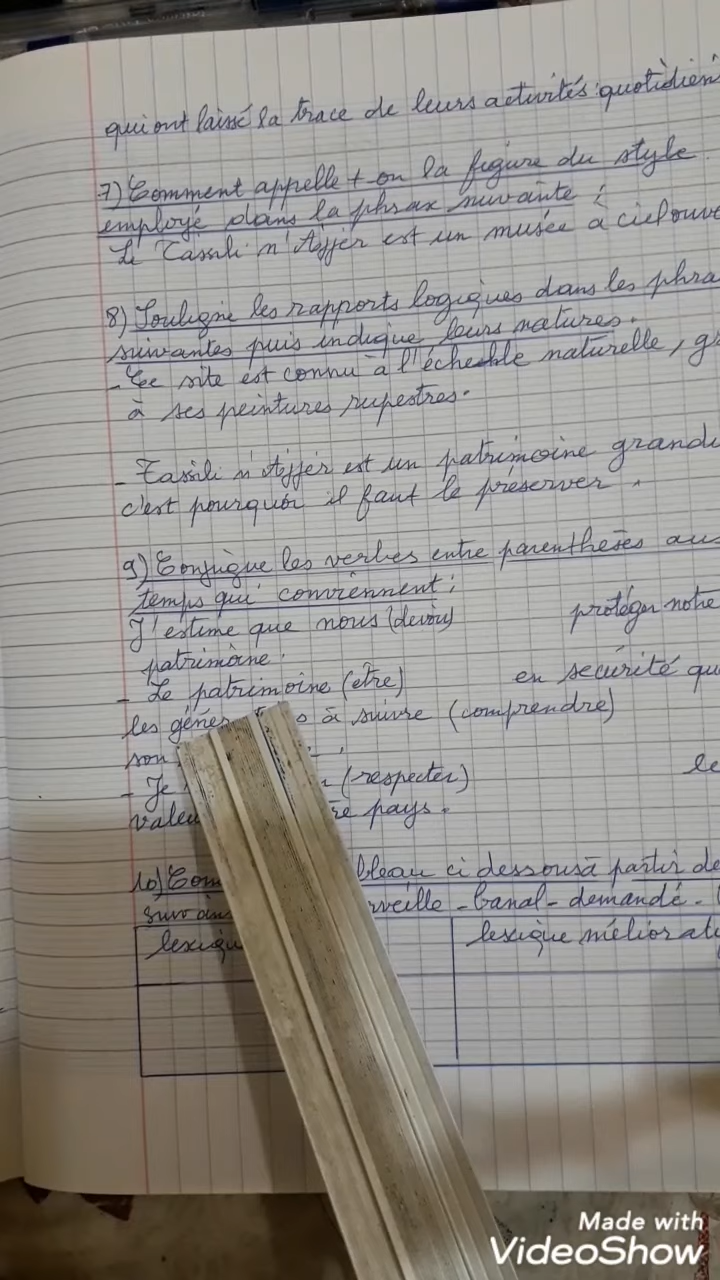 qui ont laissé la trace de leurs activités quotidien
7) Comment appelle t on la figure du style
employé dans la phrase suivante :
Le Tassili n'Ajjer est un musée à ciel ouve
8) Souligne les rapports logiques dans les phra
suivantes puis indique leurs natures.
- Ce site est connu à l'échelle naturelle, gr
à ses peintures rupestres.
- Tassili n'Ajjer est un patrimoine grand
c'est pourquoi il faut le préserver.
9) Conjugue les verbes entre parenthèses au
temps qui conviennent :
J'estime que nous (devoir) protéger notre
patrimoine.
- Le patrimoine (être) en sécurité qu
les géné s à suivre (comprendre)
son
- Je (respecter) le
valeu re pays.
10) Com bleau ci dessous à partir de
suivan rveille - banal - demandé -
lexiqu lexique mélioratif
Made with
VideoShow